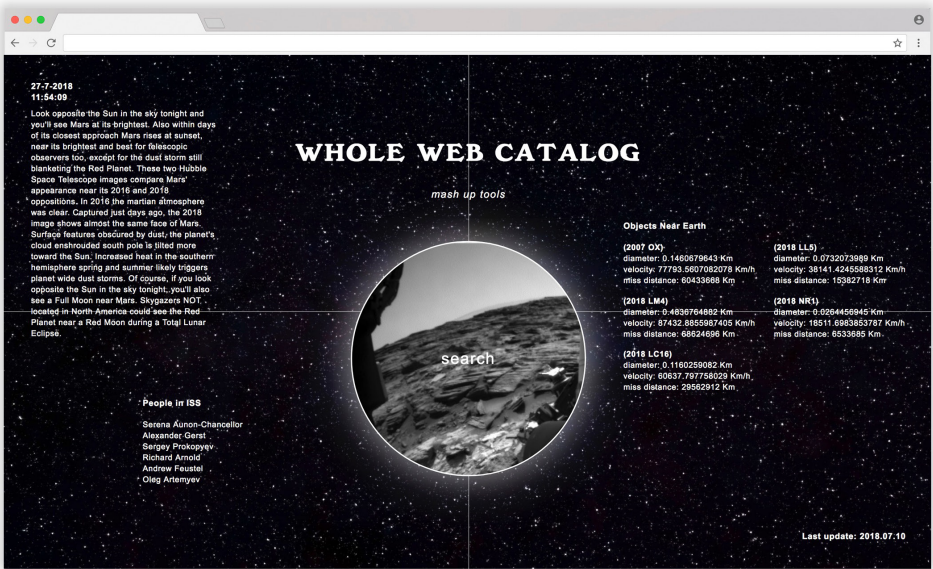 27-7-2018
11:54:09
Look opposite the Sun in the sky tonight and
you'll see Mars at its brightest. Also within days
of its closest approach Mars rises at sunset,
near its brightest and best for telescopic
observers too, except for the dust storm still
blanketing the Red Planet. These two Hubble
Space Telescope images compare Mars'
appearance near its 2016 and 2018
oppositions. In 2016 the martian atmosphere
was clear. Captured just days ago, the 2018
image shows almost the same face of Mars.
Surface features obscured by dust, the planet's
cloud enshrouded south pole is tilted more
toward the Sun. Increased heat in the southern
hemisphere spring and summer likely triggers
planet wide dust storms. Of course, if you look
opposite the Sun in the sky tonight, you'll also
see a Full Moon near Mars. Skygazers NOT
located in North America could see the Red
Planet near a Red Moon during a Total Lunar
Eclipse.
WHOLE WEB CATALOG
mash up tools
search
People in ISS
Serena Aunon-Chancellor
Alexander Gerst
Sergey Prokopyev
Richard Arnold
Andrew Feustel
Oleg Artemyev
Objects Near Earth
(2007 OX)
diameter: 0.1460679643 Km
velocity: 77793.5607082078 Km/h
miss distance: 60433668 Km
(2018 LM4)
diameter: 0.4836764882 Km
velocity: 87432.8855987405 Km/h
miss distance: 68624696 Km
(2018 LC16)
diameter: 0.1160259082 Km
velocity: 60637.797758029 Km/h
miss distance: 29562912 Km
(2018 LL5)
diameter: 0.0732073989 Km
velocity: 38141.4245588312 Km/h
miss distance: 15382718 Km
(2018 NR1)
diameter: 0.0264456945 Km
velocity: 18511.6983853787 Km/h
miss distance: 6533685 Km
Last update: 2018.07.10